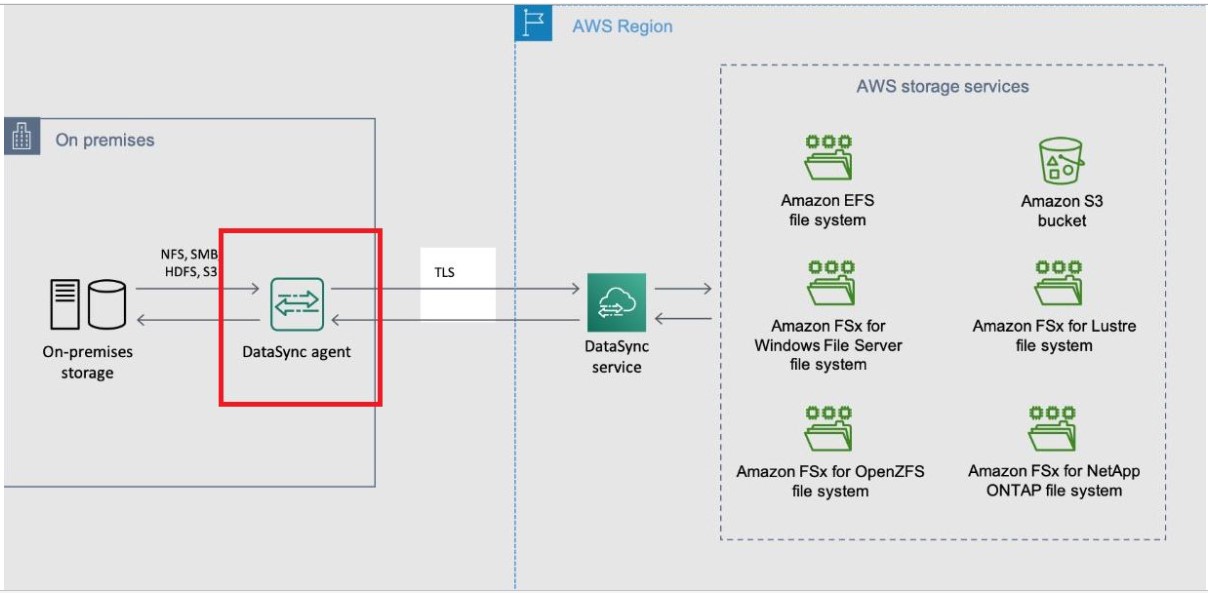 AWS Region
AWS storage services
On premises
Amazon EFS
file system
Amazon S3
bucket
NFS, SMB
HDFS, S3
TLS
On-premises
storage
DataSync agent
DataSync
service
Amazon FSx for
Windows File Server
file system
Amazon FSx for Lustre
file system
Amazon FSx for OpenZFS
file system
Amazon FSx for NetApp
ONTAP file system